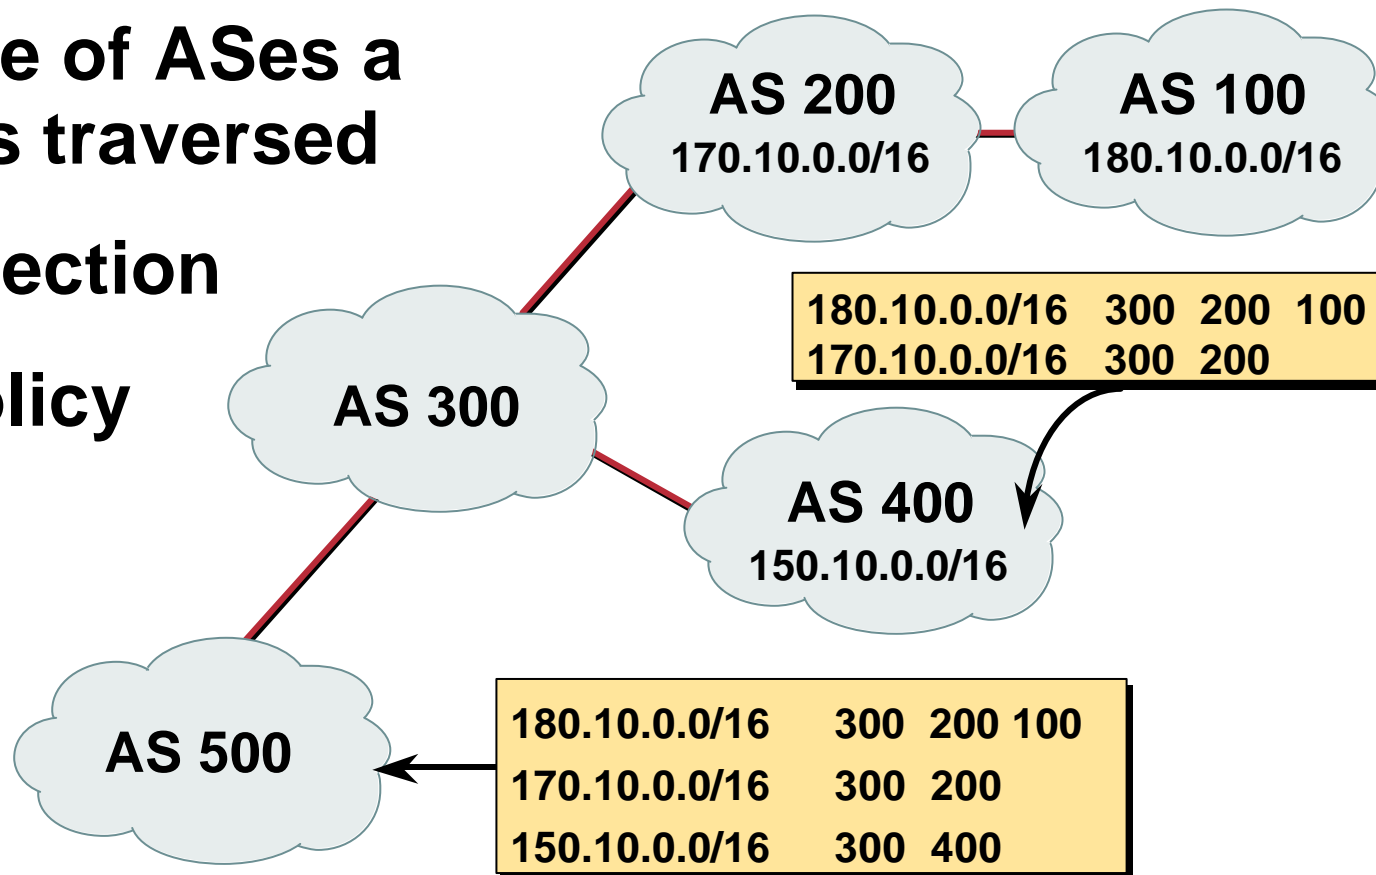 e of ASes a
s traversed
ection
olicy
AS 200
170.10.0.0/16
AS 100
180.10.0.0/16
180.10.0.0/16 300 200 100
170.10.0.0/16 300 200
AS 300
AS 400
150.10.0.0/16
AS 500
180.10.0.0/16 300 200 100
170.10.0.0/16 300 200
150.10.0.0/16 300 400